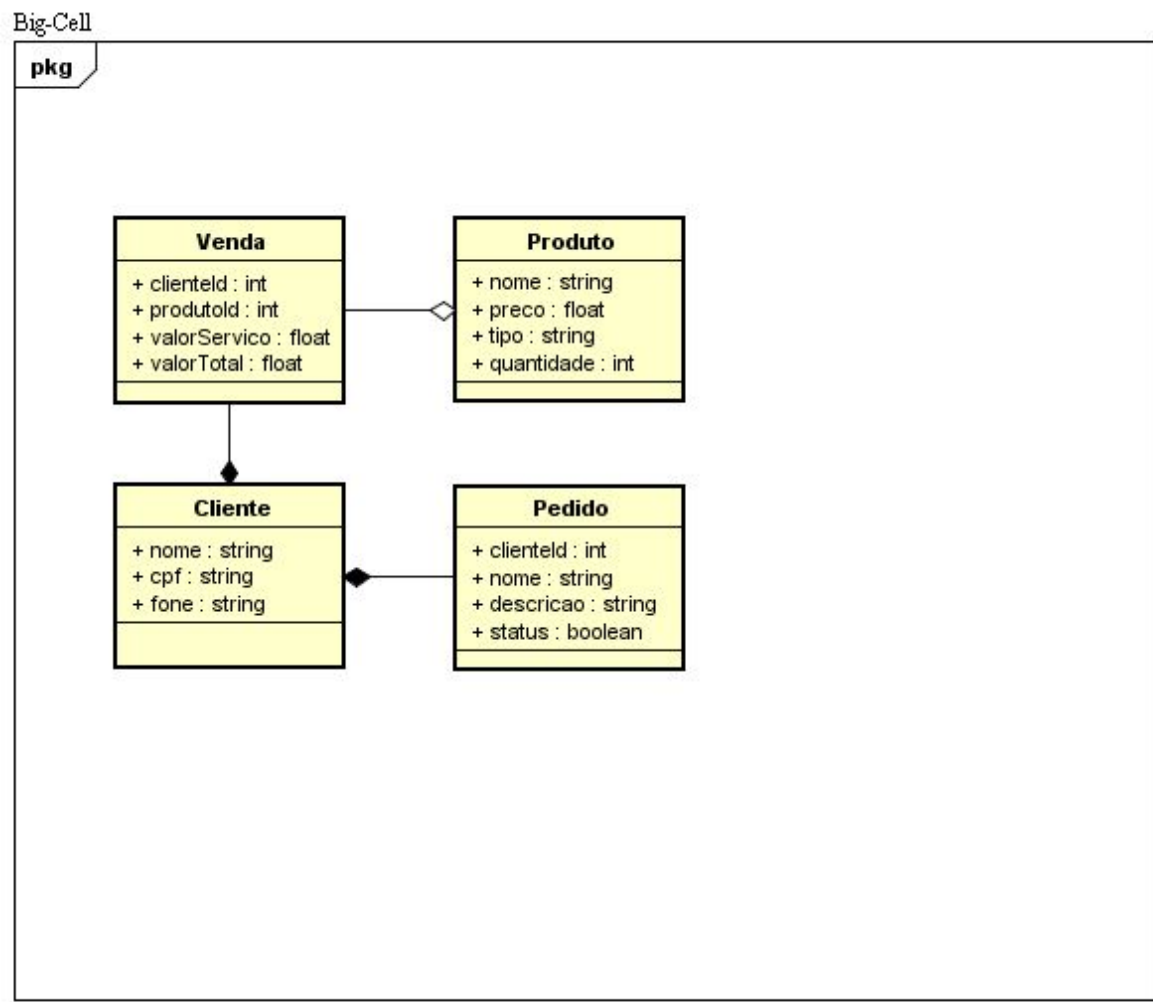 Big-Cell
pkg
Venda
+ clienteId : int
+ produtoId : int
+ valorServico : float
+ valorTotal : float
Produto
+ nome : string
+ preco : float
+ tipo : string
+ quantidade : int
Cliente
+ nome : string
+ cpf : string
+ fone : string
Pedido
+ clienteId : int
+ nome : string
+ descricao : string
+ status : boolean